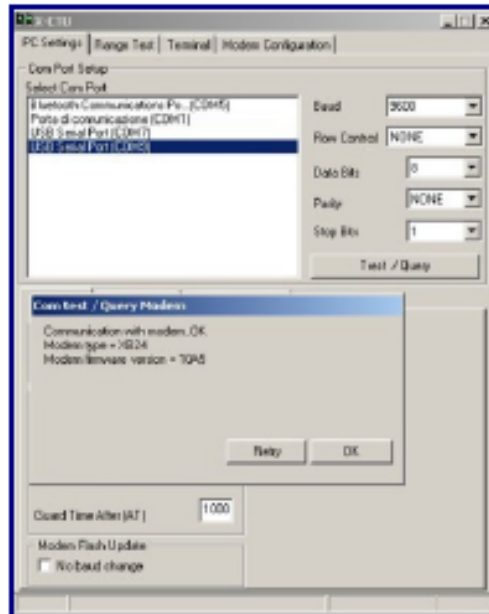 X-CTU
PC Settings Range Test Terminal Modem Configuration
Com Port Setup
Select Com Port
Bluetooth Communications Po... (COM5)
Porta di comunicazione (COM1)
USB Serial Port (COM7)
USB Serial Port
Baud 9600
Flow Control NONE
Data Bits 8
Parity NONE
Stop Bits 1
Test / Query
Com test / Query Modem
Communication with modem..OK
Modem type = XB24
Modem firmware version = 10A5
Retry OK
Guard Time After (AT) 1000
Modem Flash Update
No baud change